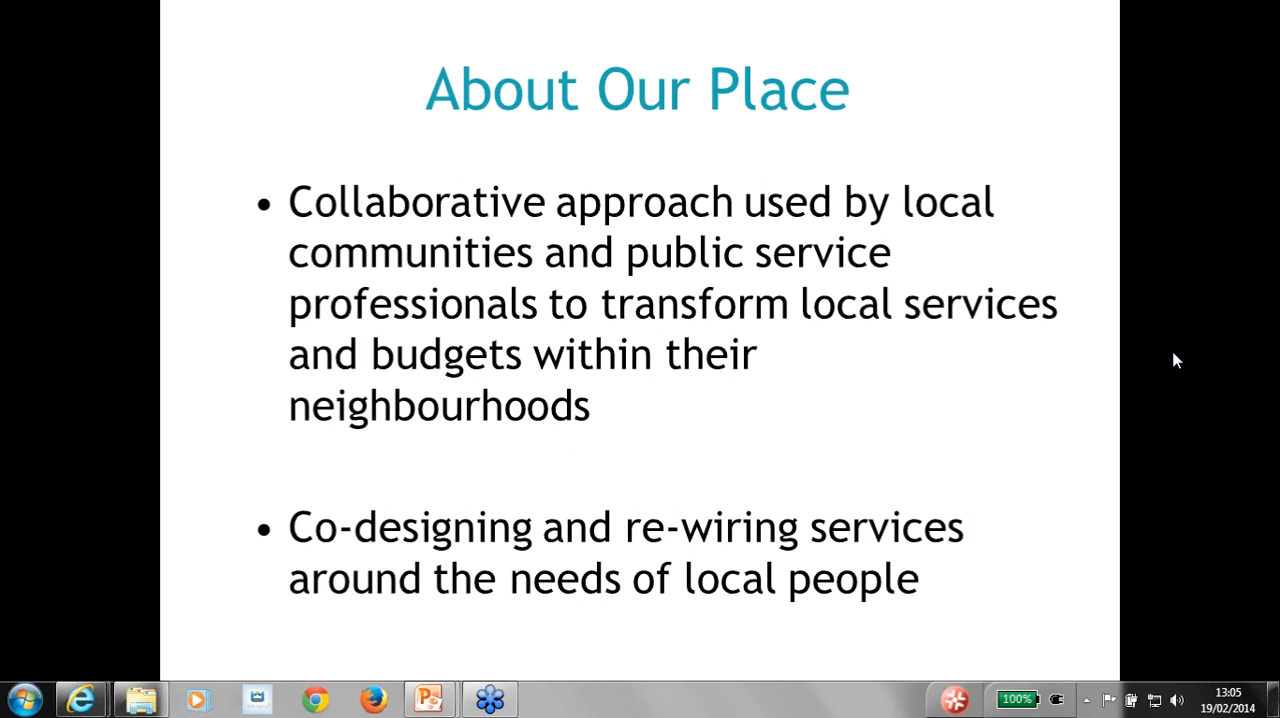 About Our Place
• Collaborative approach used by local
communities and public service
professionals to transform local services
and budgets within their
neighbourhoods
• Co-designing and re-wiring services
around the needs of local people
100%
13:05
19/02/2014